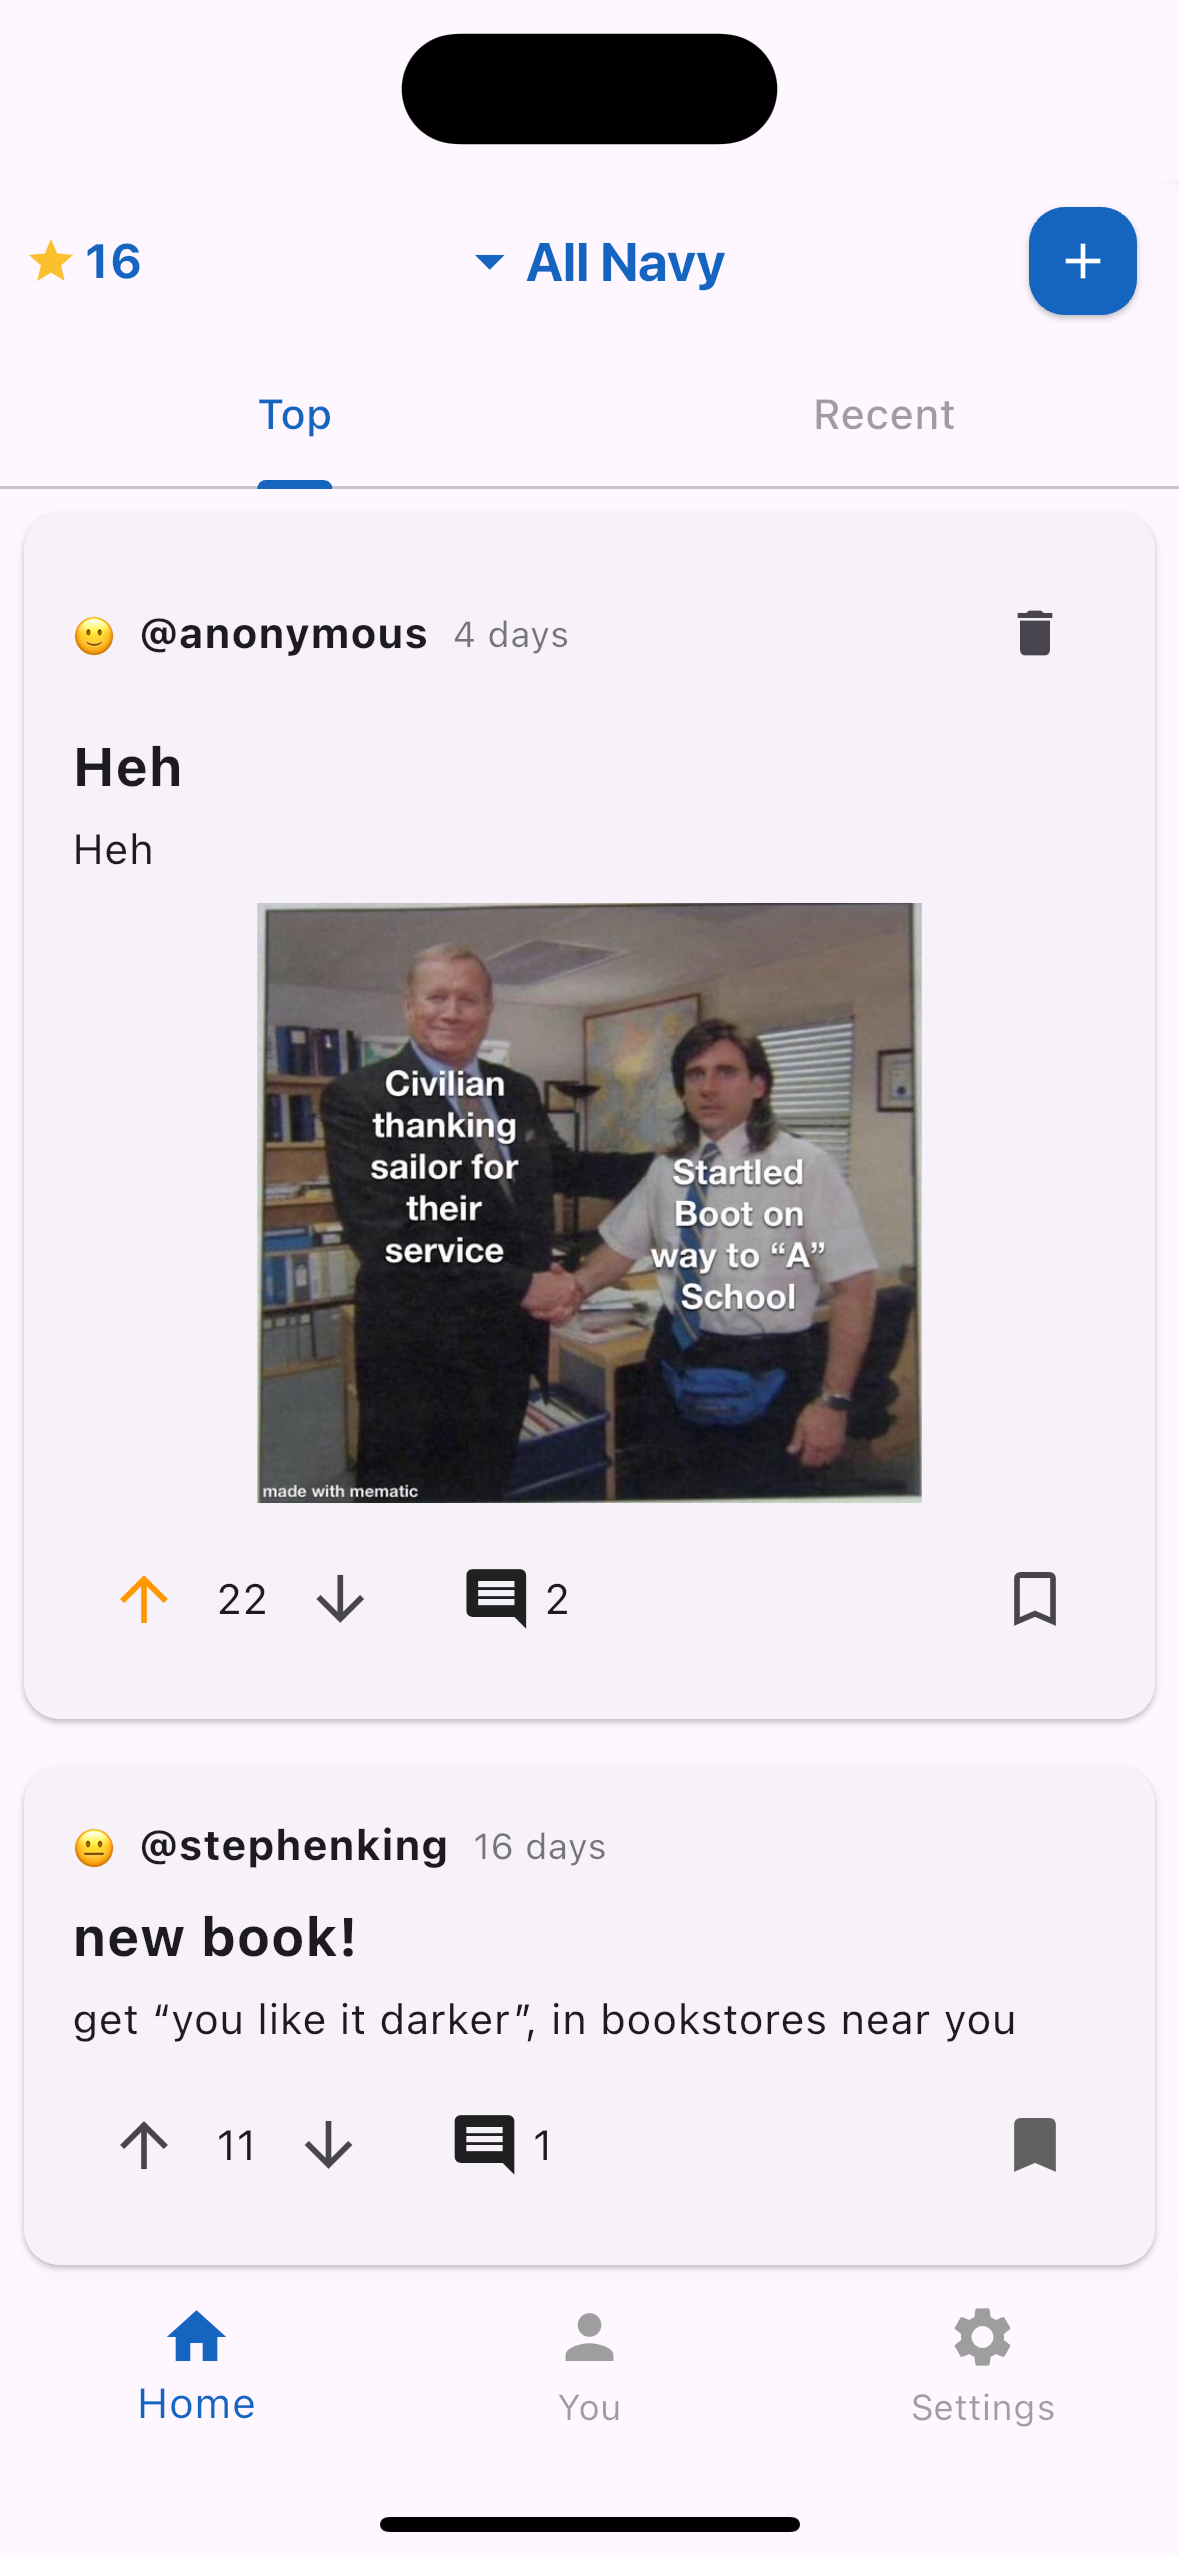 16
All Navy
Top
Recent
@anonymous 4 days
Heh
Heh
Civilian
thanking
sailor for
their
service
Startled
Boot on
way to “A”
School
made with mematic
22
2
@stephenking 16 days
new book!
get “you like it darker”, in bookstores near you
11
1
Home
You
Settings